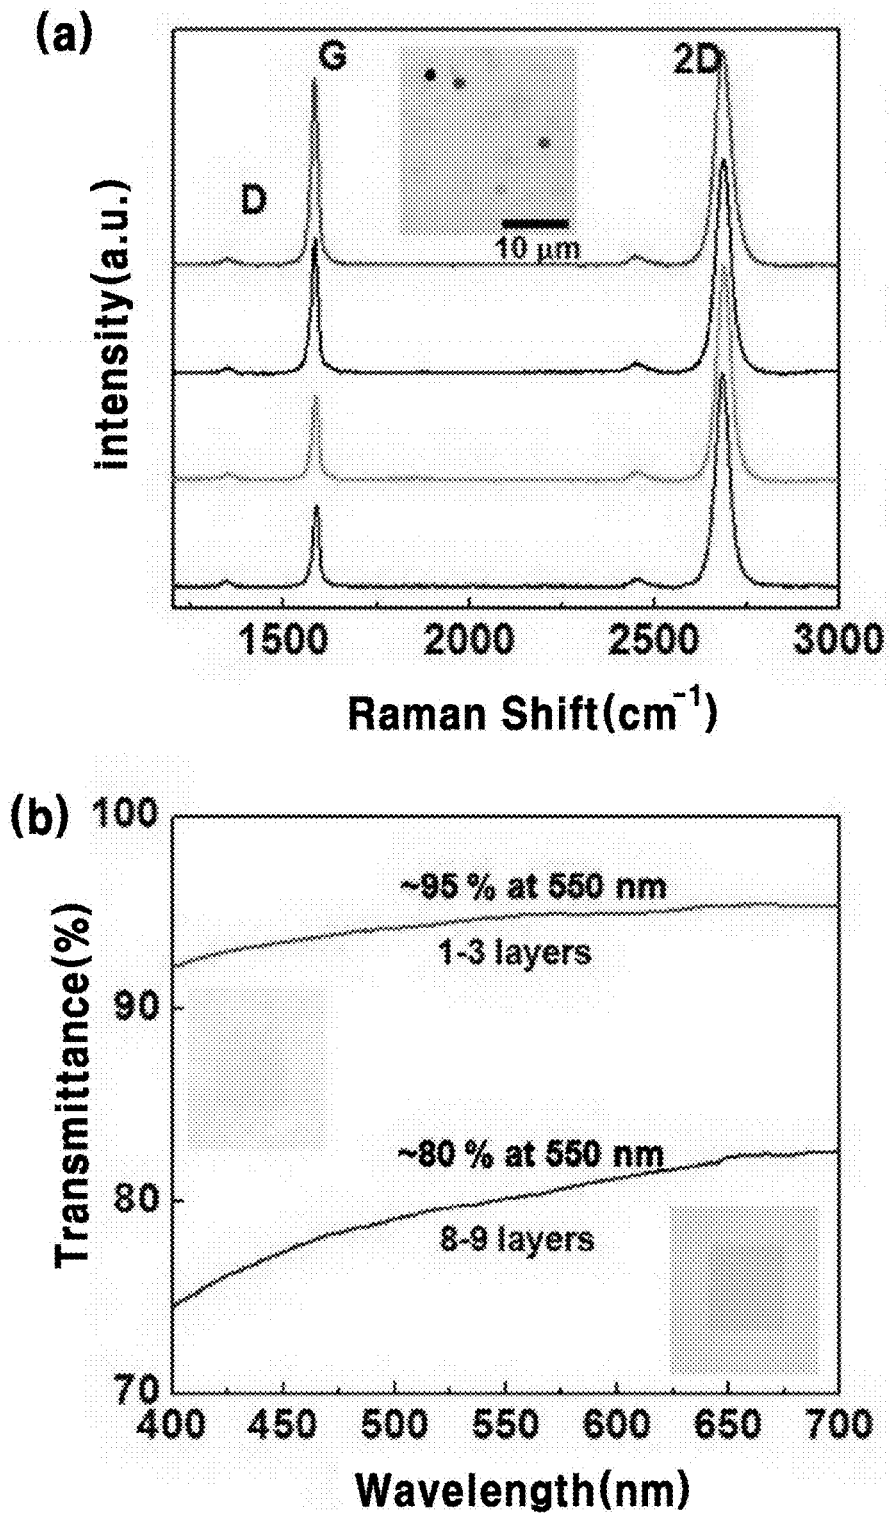 (a)
G
2D
D
10 µm
intensity(a.u.)
1500 2000 2500 3000
Raman Shift(cm⁻¹)
(b)
100
~95 % at 550 nm
1-3 layers
90
~80 % at 550 nm
80
8-9 layers
70
Transmittance(%)
400 450 500 550 600 650 700
Wavelength(nm)